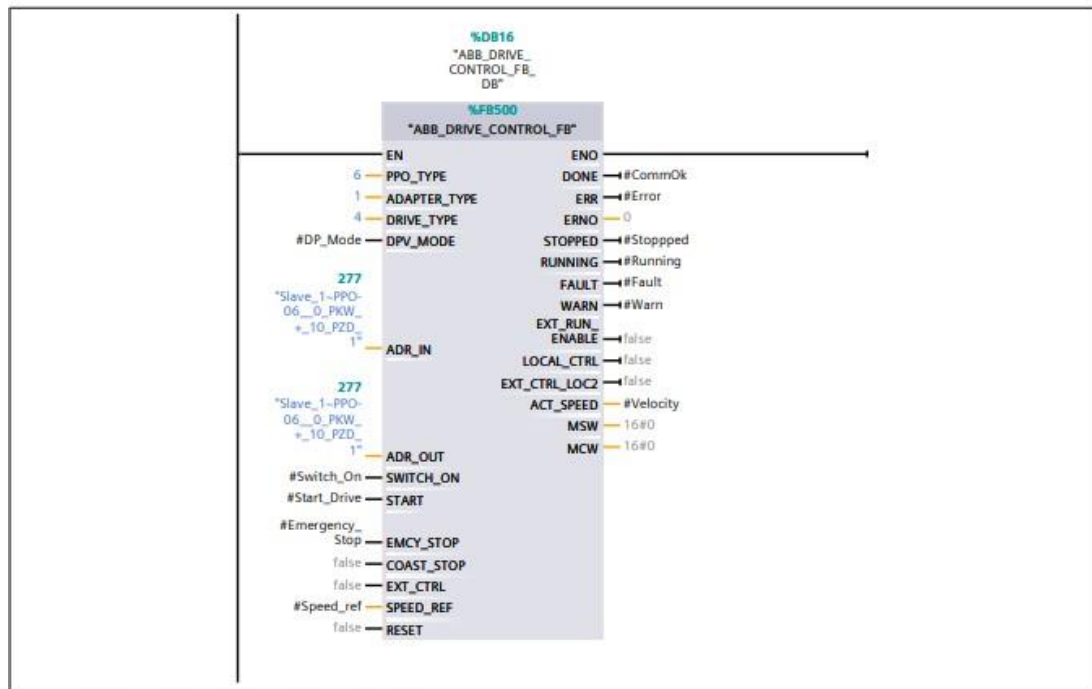 %DB16
"ABB_DRIVE_
CONTROL_FB_
DB"
%FB500
"ABB_DRIVE_CONTROL_FB"
EN ENO
6 PPO_TYPE DONE #CommOk
1 ADAPTER_TYPE ERR #Error
4 DRIVE_TYPE ERNO 0
#DP_Mode DPV_MODE STOPPED #Stoppped
RUNNING #Running
277 FAULT #Fault
"Slave_1~PPO-
06__0_PKW_
+_10_PZD_
1"
ADR_IN
WARN #Warn
EXT_RUN_
ENABLE false
LOCAL_CTRL false
EXT_CTRL_LOC2 false
277
"Slave_1~PPO-
06__0_PKW_
+_10_PZD_
1"
ADR_OUT
ACT_SPEED #Velocity
MSW 16#0
MCW 16#0
#Switch_On SWITCH_ON
#Start_Drive START
#Emergency_
Stop EMCY_STOP
false COAST_STOP
false EXT_CTRL
#Speed_ref SPEED_REF
false RESET